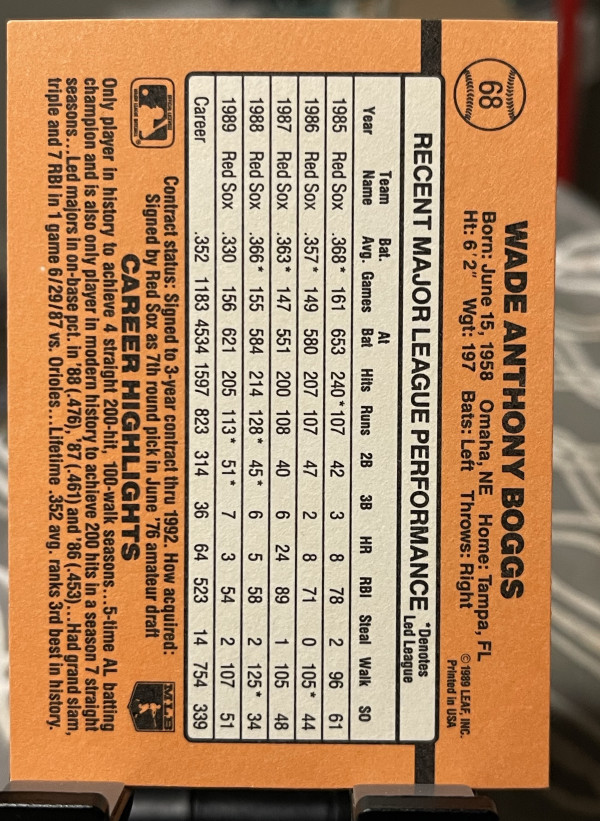 68
WADE ANTHONY BOGGS
Born: June 15, 1958 Omaha, NE Home: Tampa, FL
Ht: 6'2" Wgt: 197 Bats: Left Throws: Right
© 1989 LEAF, INC.
Printed in USA
RECENT MAJOR LEAGUE PERFORMANCE *Denotes Led League
Year Team Name Bat. Avg. Games At Bat Hits Runs 2B 3B HR RBI Steal Walk SO
1985 Red Sox .368* 161 653 240* 107 42 3 8 78 2 96 61
1986 Red Sox .357* 149 580 207 107 47 2 8 71 0 105* 44
1987 Red Sox .363* 147 551 200 108 40 6 24 89 1 105 48
1988 Red Sox .366* 155 584 214 128* 45* 6 5 58 2 125* 34
1989 Red Sox .330 156 621 205 113* 51* 7 3 54 2 107 51
Career .352 1183 4534 1597 823 314 36 64 523 14 754 339
Contract status: Signed to 3-year contract thru 1992. How acquired:
Signed by Red Sox as 7th round pick in June '76 amateur draft
CAREER HIGHLIGHTS
MLB
Only player in history to achieve 4 straight 200-hit, 100-walk seasons...5-time AL batting
champion and is also only player in modern history to achieve 200 hits in a season 7 straight
seasons...Led majors in on-base pct. in '88 (.476), '87 (.461) and '86 (.453)...Had grand slam,
triple and 7 RBI in 1 game 6/29/87 vs. Orioles...Lifetime .352 avg. ranks 3rd best in history.